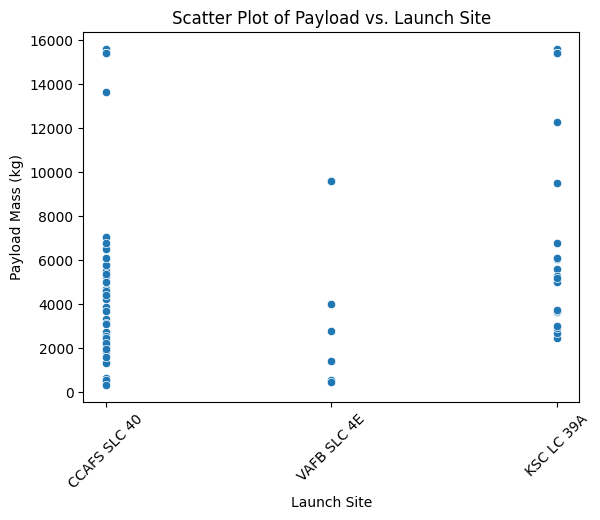 Scatter Plot of Payload vs. Launch Site
Payload Mass (kg)
16000
14000
12000
10000
8000
6000
4000
2000
0
CCAFS SLC 40
VAFB SLC 4E
KSC LC 39A
Launch Site